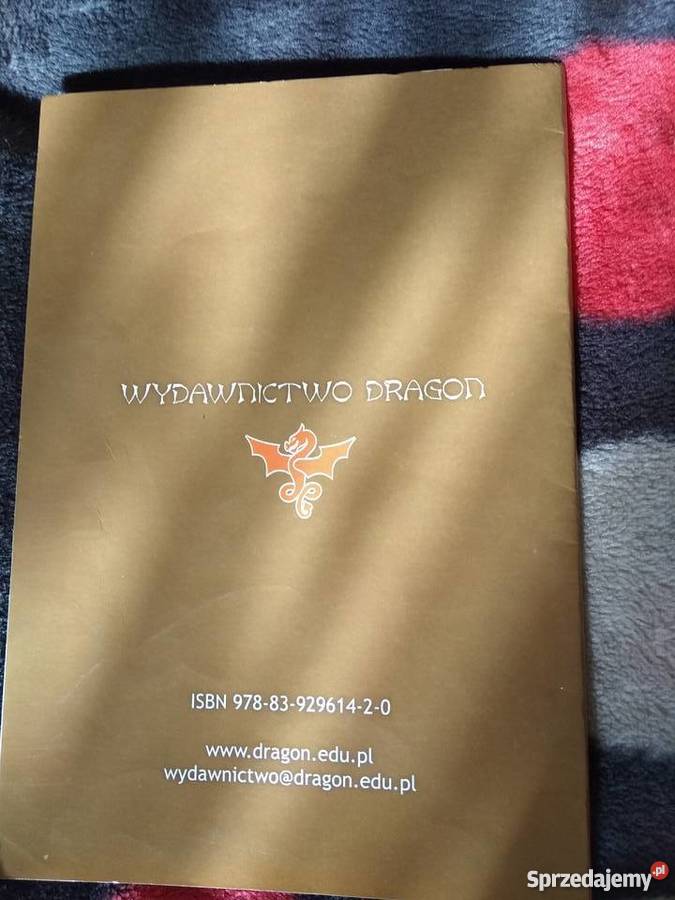 WYDAWNICTWO DRAGON
ISBN 978-83-929614-2-0
www.dragon.edu.pl
wydawnictwo@dragon.edu.pl
Sprzedajemy.pl